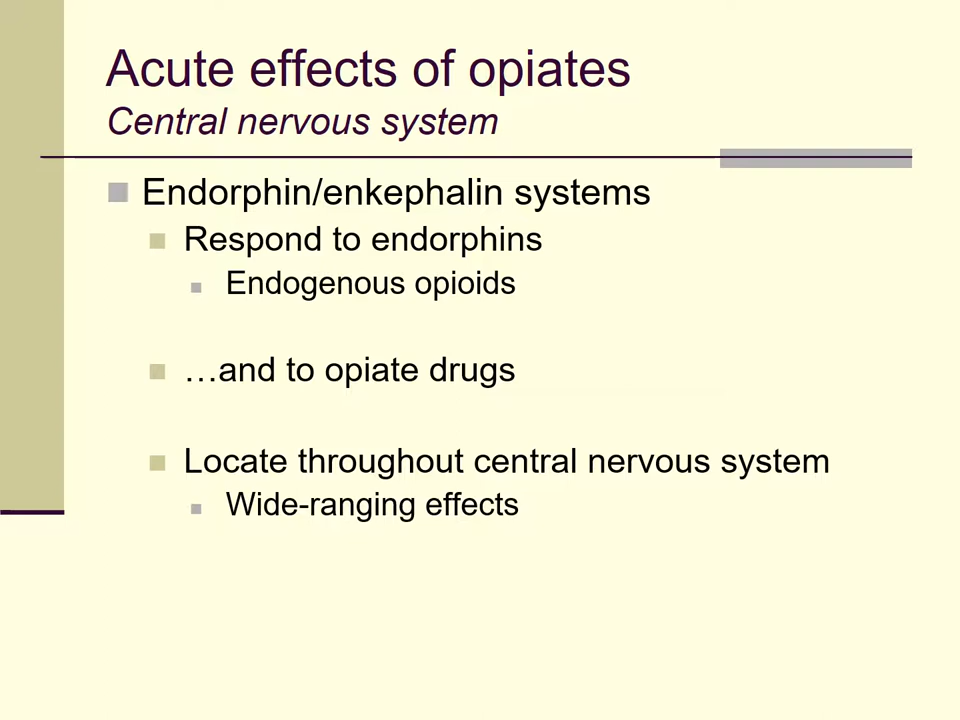 Acute effects of opiates
Central nervous system
Endorphin/enkephalin systems
Respond to endorphins
Endogenous opioids
…and to opiate drugs
Locate throughout central nervous system
Wide-ranging effects